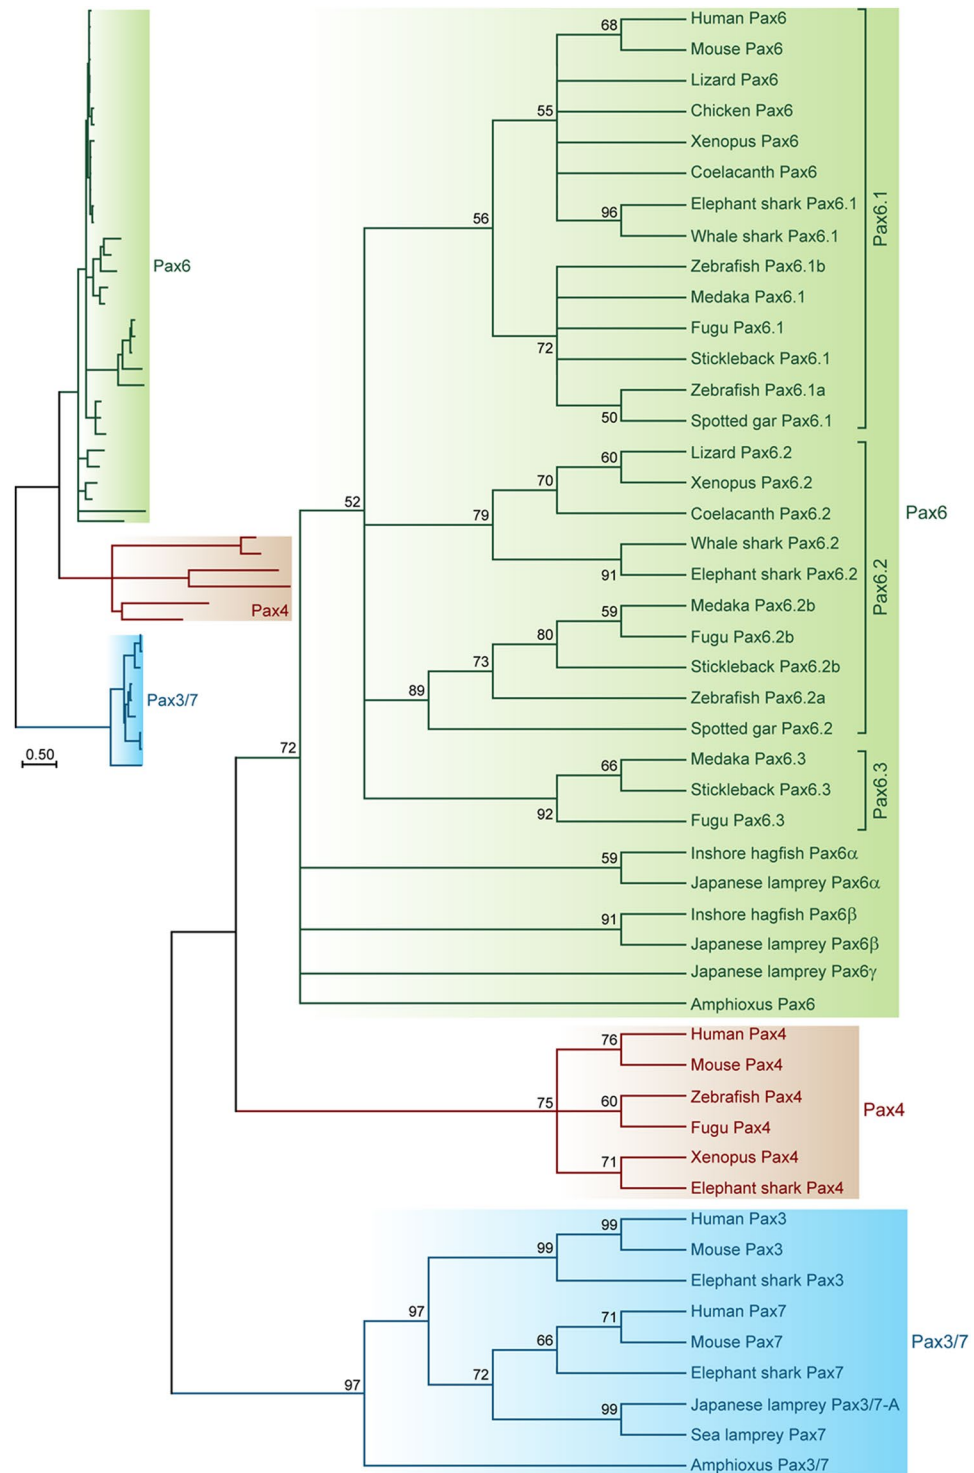 Pax6
Pax4
Pax3/7
0.50
68
Human Pax6
Mouse Pax6
Lizard Pax6
55
Chicken Pax6
Xenopus Pax6
Coelacanth Pax6
96
Elephant shark Pax6.1
56
Whale shark Pax6.1
Zebrafish Pax6.1b
Medaka Pax6.1
Fugu Pax6.1
72
Stickleback Pax6.1
Zebrafish Pax6.1a
50
Spotted gar Pax6.1
Pax6.1
60
Lizard Pax6.2
70
Xenopus Pax6.2
52
79
Coelacanth Pax6.2
Whale shark Pax6.2
91
Elephant shark Pax6.2
59
Medaka Pax6.2b
80
Fugu Pax6.2b
73
Stickleback Pax6.2b
89
Zebrafish Pax6.2a
Spotted gar Pax6.2
Pax6.2
72
66
Medaka Pax6.3
Stickleback Pax6.3
92
Fugu Pax6.3
Pax6.3
59
Inshore hagfish Pax6α
Japanese lamprey Pax6α
91
Inshore hagfish Pax6β
Japanese lamprey Pax6β
Japanese lamprey Pax6γ
Amphioxus Pax6
Pax6
76
Human Pax4
Mouse Pax4
75
60
Zebrafish Pax4
Fugu Pax4
71
Xenopus Pax4
Elephant shark Pax4
Pax4
99
Human Pax3
99
Mouse Pax3
Elephant shark Pax3
97
71
Human Pax7
66
Mouse Pax7
72
Elephant shark Pax7
97
99
Japanese lamprey Pax3/7-A
Sea lamprey Pax7
Amphioxus Pax3/7
Pax3/7